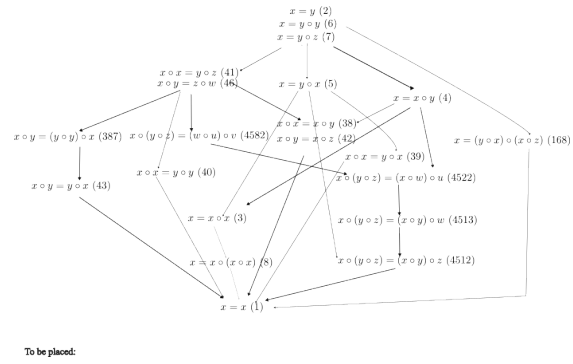 x = y (2)
x = y ∘ y (6)
x = y ∘ z (7)
x ∘ x = y ∘ z (41)
x ∘ y = z ∘ w (46)
x = y ∘ x (5)
x = x ∘ y (4)
x ∘ x = x ∘ y (38)
x ∘ y = x ∘ z (42)
x ∘ y = (y ∘ y) ∘ x (387)
x ∘ (y ∘ z) = (w ∘ u) ∘ v (4582)
x = (y ∘ x) ∘ (x ∘ z) (168)
x ∘ x = y ∘ x (39)
x ∘ x = y ∘ y (40)
x ∘ (y ∘ z) = (x ∘ w) ∘ u (4522)
x ∘ y = y ∘ x (43)
x = x ∘ x (3)
x ∘ (y ∘ z) = (x ∘ y) ∘ w (4513)
x = x ∘ (x ∘ x) (8)
x ∘ (y ∘ z) = (x ∘ y) ∘ z (4512)
x = x (1)
To be placed: